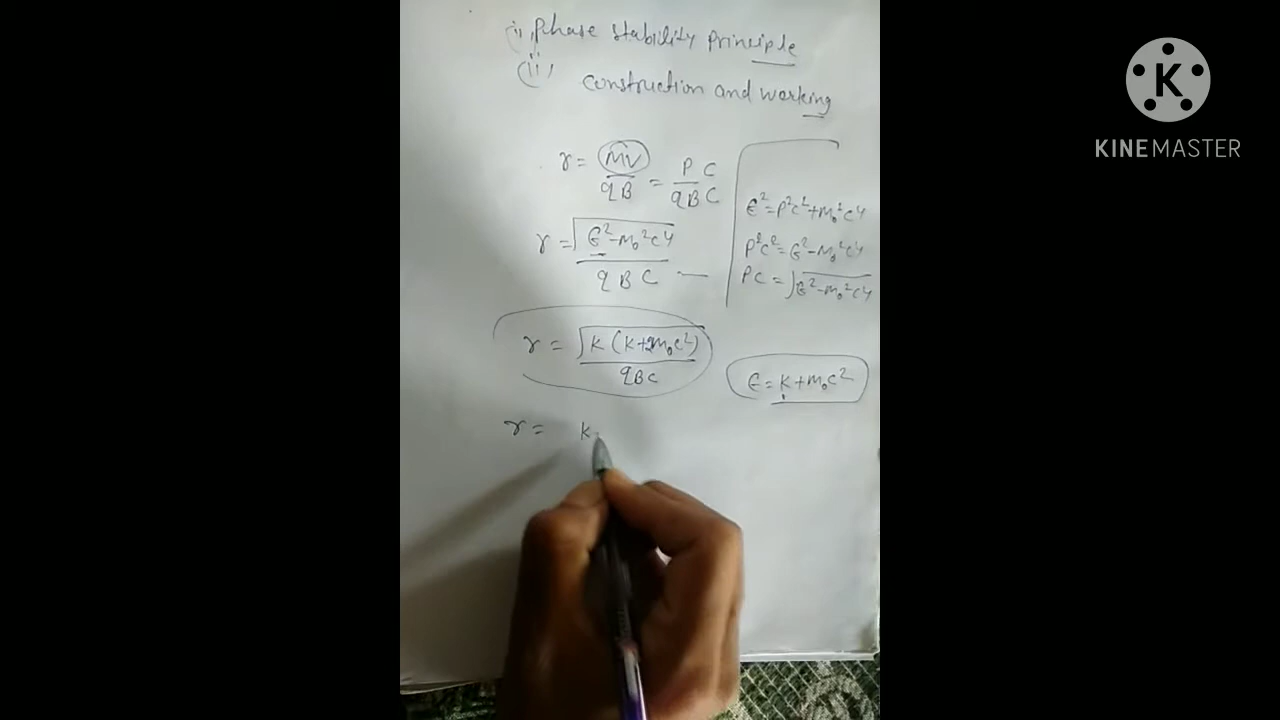 (i) Phase stability principle
(ii) construction and working
r = MV/qB = PC/qBC
r = √(E²-M₀²C⁴)/qBC
r = √(K(K+2M₀C²))/qBC
r = K
E²=P²C²+M₀²C⁴
P²C²=E²-M₀²C⁴
PC=√(E²-M₀²C⁴)
E=K+M₀C²
K
KINEMASTER